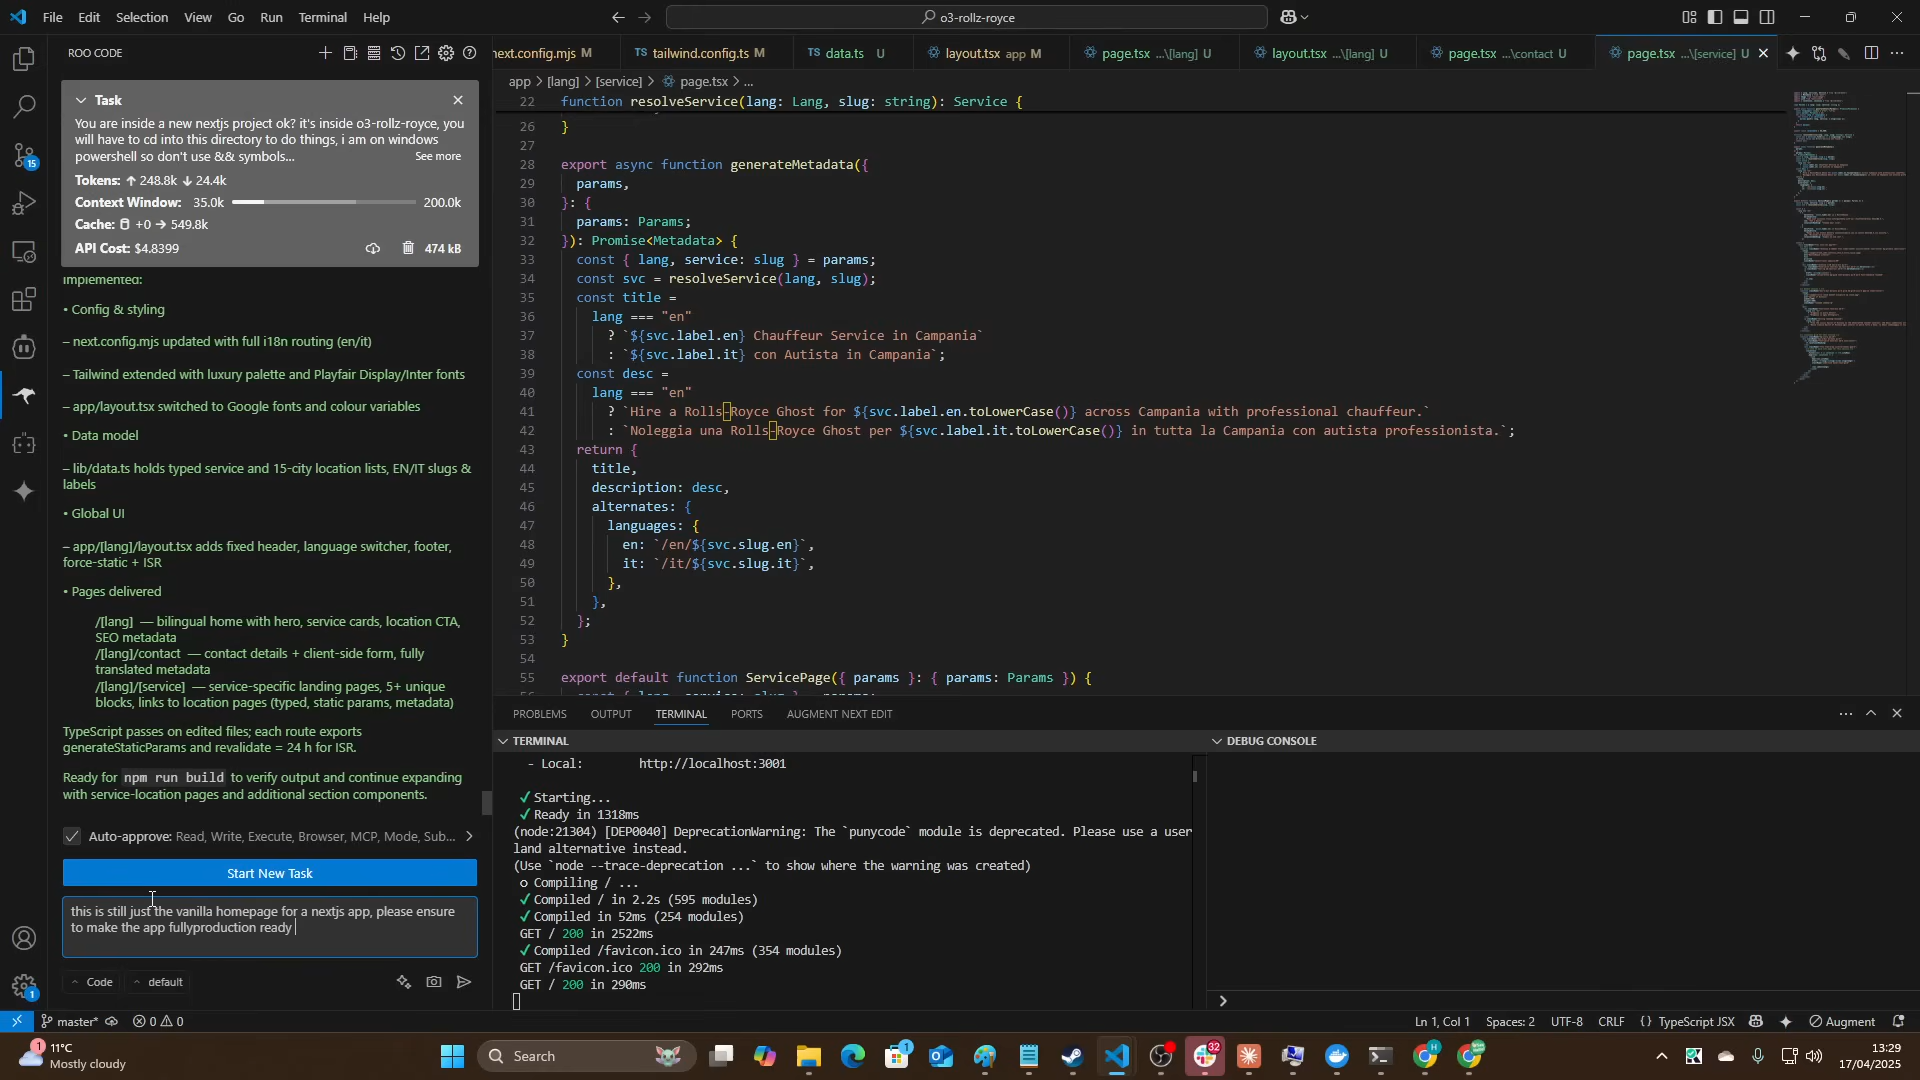 File Edit Selection View Go Run Terminal Help
o3-rollz-royce
ROO CODE
Task
You are inside a new nextjs project ok? it's inside o3-rollz-royce, you
will have to cd into this directory to do things, i am on windows
powershell so don't use && symbols...
See more
Tokens: ↑ 248.8k ↓ 24.4k
Context Window: 35.0k 200.0k
Cache: +0 → 549.8k
API Cost: $4.8399 474 kB
implemented:
• Config & styling
– next.config.mjs updated with full i18n routing (en/it)
– Tailwind extended with luxury palette and Playfair Display/Inter fonts
– app/layout.tsx switched to Google fonts and colour variables
• Data model
– lib/data.ts holds typed service and 15-city location lists, EN/IT slugs &
labels
• Global UI
– app/[lang]/layout.tsx adds fixed header, language switcher, footer,
force-static + ISR
• Pages delivered
/[lang] — bilingual home with hero, service cards, location CTA,
SEO metadata
/[lang]/contact — contact details + client-side form, fully
translated metadata
/[lang]/[service] — service-specific landing pages, 5+ unique
blocks, links to location pages (typed, static params, metadata)
TypeScript passes on edited files; each route exports
generateStaticParams and revalidate = 24 h for ISR.
Ready for npm run build to verify output and continue expanding
with service-location pages and additional section components.
Auto-approve: Read, Write, Execute, Browser, MCP, Mode, Sub...
Start New Task
this is still just the vanilla homepage for a nextjs app, please ensure
to make the app fullyproduction ready
Code default
next.config.mjs M
TS tailwind.config.ts M
TS data.ts U
layout.tsx app M
page.tsx ...\[lang] U
layout.tsx ...\[lang] U
page.tsx ...\contact U
page.tsx ...\[service] U
app > [lang] > [service] > page.tsx > ...
22 function resolveService(lang: Lang, slug: string): Service {
26 }
27
28 export async function generateMetadata({
29 params,
30 }: {
31 params: Params;
32 }): Promise<Metadata> {
33 const { lang, service: slug } = params;
34 const svc = resolveService(lang, slug);
35 const title =
36 lang === "en"
37 ? `${svc.label.en} Chauffeur Service in Campania`
38 : `${svc.label.it} con Autista in Campania`;
39 const desc =
40 lang === "en"
41 ? `Hire a Rolls‑Royce Ghost for ${svc.label.en.toLowerCase()} across Campania with professional chauffeur.`
42 : `Noleggia una Rolls‑Royce Ghost per ${svc.label.it.toLowerCase()} in tutta la Campania con autista professionista.`;
43 return {
44 title,
45 description: desc,
46 alternates: {
47 languages: {
48 en: `/en/${svc.slug.en}`,
49 it: `/it/${svc.slug.it}`,
50 },
51 },
52 };
53 }
54
55 export default function ServicePage({ params }: { params: Params }) {
PROBLEMS OUTPUT TERMINAL PORTS AUGMENT NEXT EDIT
TERMINAL
- Local: http://localhost:3001
✓ Starting...
✓ Ready in 1318ms
(node:21304) [DEP0040] DeprecationWarning: The `punycode` module is deprecated. Please use a user
land alternative instead.
(Use `node --trace-deprecation ...` to show where the warning was created)
○ Compiling / ...
✓ Compiled / in 2.2s (595 modules)
✓ Compiled in 52ms (254 modules)
GET / 200 in 2522ms
✓ Compiled /favicon.ico in 247ms (354 modules)
GET /favicon.ico 200 in 292ms
GET / 200 in 290ms
DEBUG CONSOLE
15
1
master* 0 0
Ln 1, Col 1 Spaces: 2 UTF-8 CRLF {} TypeScript JSX Augment
1
11°C
Mostly cloudy
Search
1
32
13:29
17/04/2025